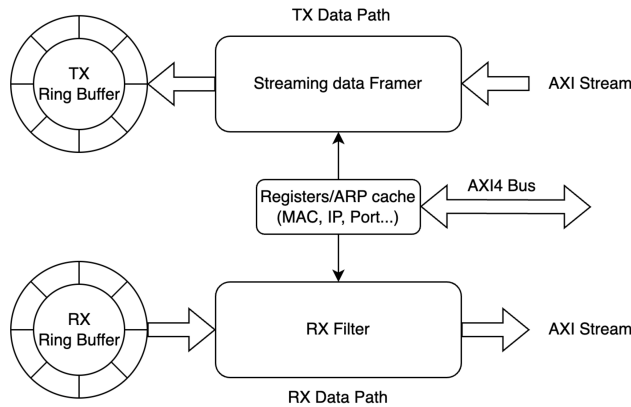 TX Data Path
TX
Ring Buffer
Streaming data Framer
AXI Stream
Registers/ARP cache
(MAC, IP, Port...)
AXI4 Bus
RX
Ring Buffer
RX Filter
AXI Stream
RX Data Path